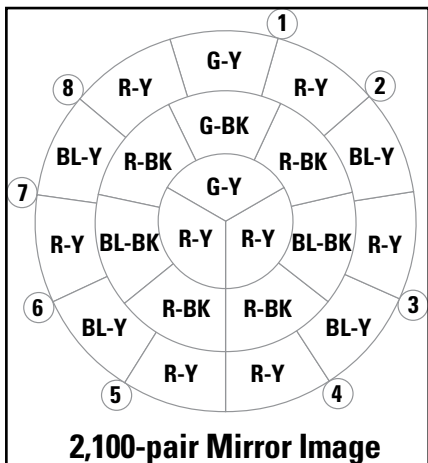 1
G-Y
R-Y R-Y
8 2
G-BK
BL-Y R-BK R-BK BL-Y
G-Y
7
R-Y BL-BK R-Y R-Y BL-BK R-Y
6 3
R-BK R-BK
BL-Y BL-Y
R-Y R-Y
5 4
2,100-pair Mirror Image